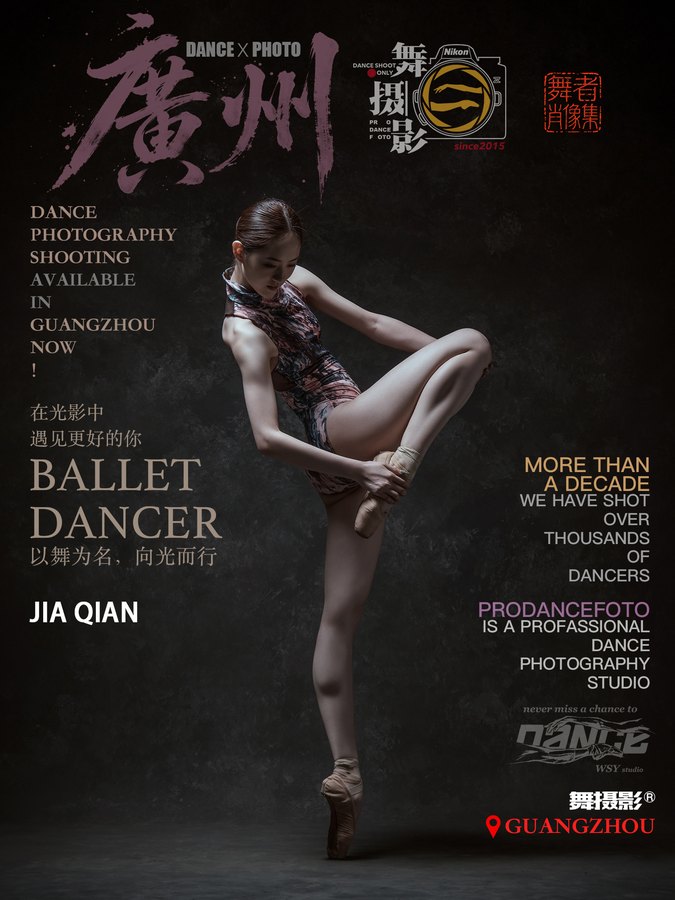 廣州
DANCE X PHOTO
DANCE SHOOT
ONLY
舞摄影
PRO
DANCE
FOTO
Nikon
since2015
舞者
肖像集
DANCE
PHOTOGRAPHY
SHOOTING
AVAILABLE
IN
GUANGZHOU
NOW
!
在光影中
遇见更好的你
BALLET
DANCER
以舞为名，向光而行
JIA QIAN
MORE THAN
A DECADE
WE HAVE SHOT
OVER
THOUSANDS
OF
DANCERS
PRODANCEFOTO
IS A PROFASSIONAL
DANCE
PHOTOGRAPHY
STUDIO
never miss a chance to
DANCE
WSY studio
舞摄影®
GUANGZHOU